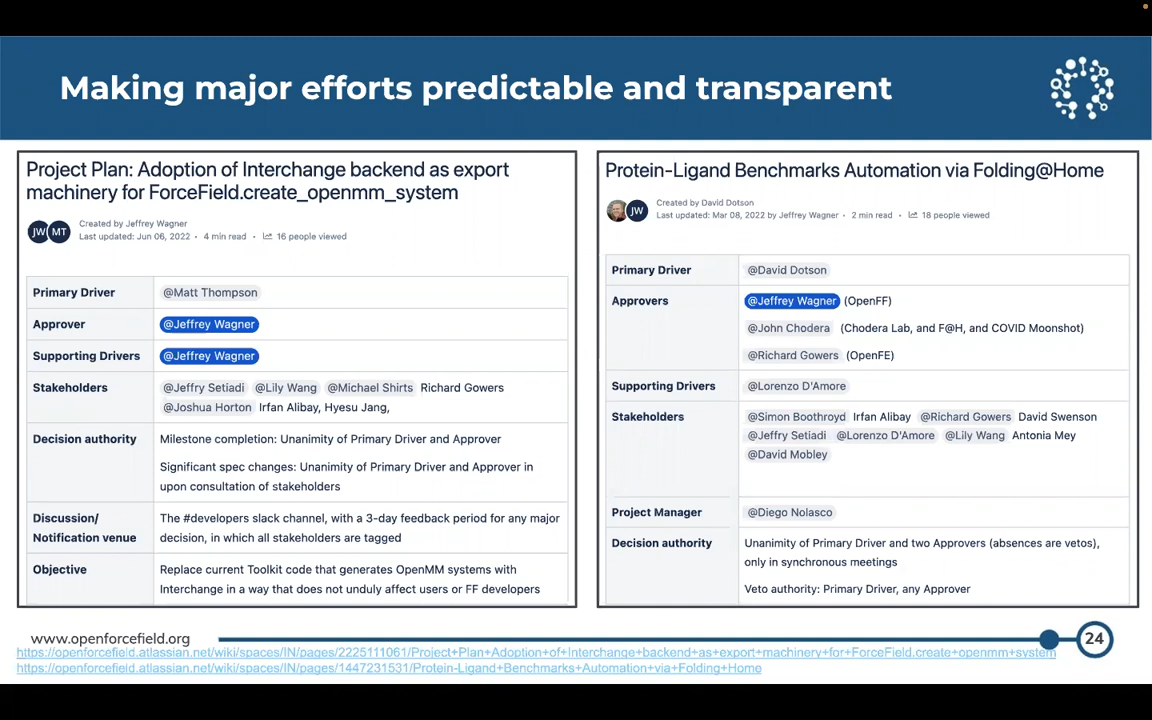 Making major efforts predictable and transparent
Project Plan: Adoption of Interchange backend as export
machinery for ForceField.create_openmm_system
JW MT
Created by Jeffrey Wagner
Last updated: Jun 06, 2022 • 4 min read • 16 people viewed
Primary Driver @Matt Thompson
Approver @Jeffrey Wagner
Supporting Drivers @Jeffrey Wagner
Stakeholders @Jeffry Setiadi @Lily Wang @Michael Shirts Richard Gowers
@Joshua Horton Irfan Alibay, Hyesu Jang,
Decision authority Milestone completion: Unanimity of Primary Driver and Approver
Significant spec changes: Unanimity of Primary Driver and Approver in
upon consultation of stakeholders
Discussion/ The #developers slack channel, with a 3-day feedback period for any major
Notification venue decision, in which all stakeholders are tagged
Objective Replace current Toolkit code that generates OpenMM systems with
Interchange in a way that does not unduly affect users or FF developers
Protein-Ligand Benchmarks Automation via Folding@Home
JW
Created by David Dotson
Last updated: Mar 08, 2022 by Jeffrey Wagner • 2 min read • 18 people viewed
Primary Driver @David Dotson
Approvers @Jeffrey Wagner (OpenFF)
@John Chodera (Chodera Lab, and F@H, and COVID Moonshot)
@Richard Gowers (OpenFE)
Supporting Drivers @Lorenzo D'Amore
Stakeholders @Simon Boothroyd Irfan Alibay @Richard Gowers David Swenson
@Jeffry Setiadi @Lorenzo D'Amore @Lily Wang Antonia Mey
@David Mobley
Project Manager @Diego Nolasco
Decision authority Unanimity of Primary Driver and two Approvers (absences are vetos),
only in synchronous meetings
Veto authority: Primary Driver, any Approver
www.openforcefield.org
24
https://openforcefield.atlassian.net/wiki/spaces/IN/pages/2225111061/Project+Plan+Adoption+of+Interchange+backend+as+export+machinery+for+ForceField.create+openmm+system
https://openforcefield.atlassian.net/wiki/spaces/IN/pages/1447231531/Protein-Ligand+Benchmarks+Automation+via+Folding+Home